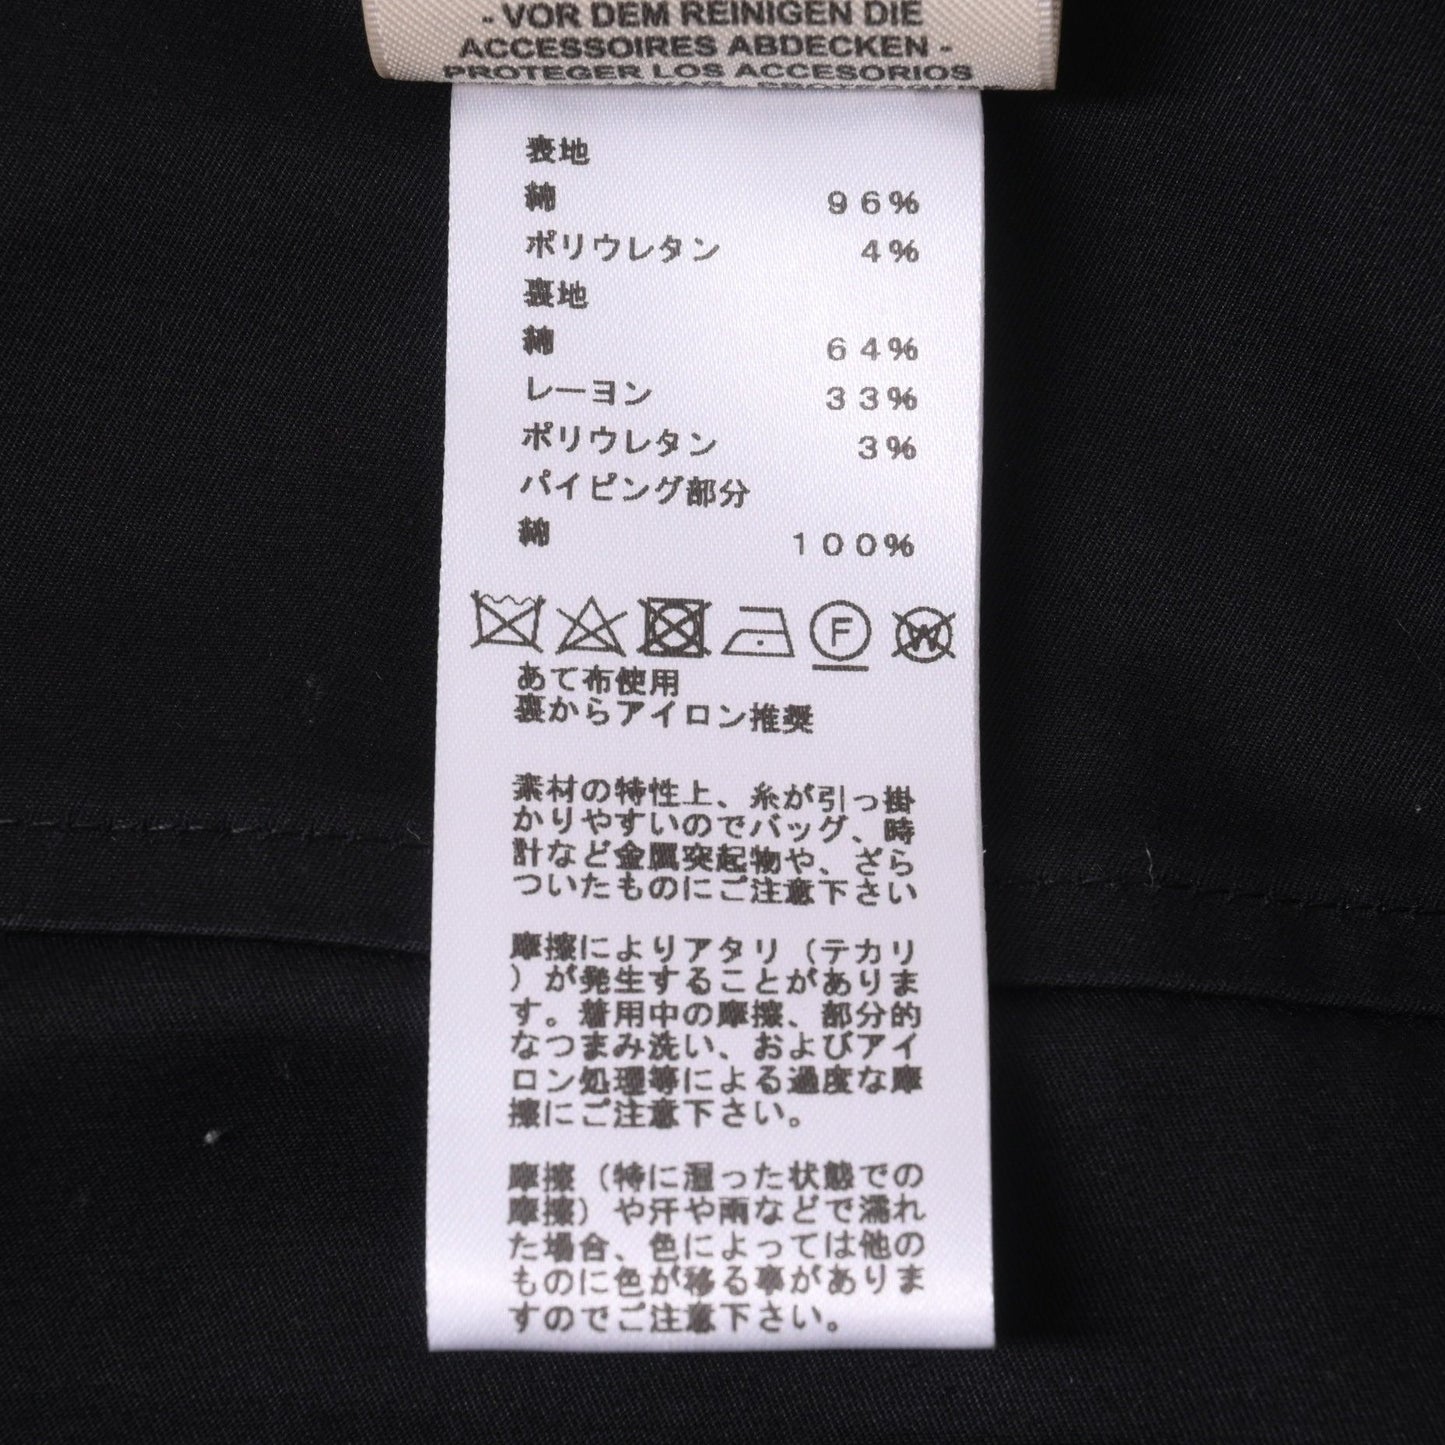 - VOR DEM REINIGEN DIE
ACCESSOIRES ABDECKEN -
PROTEGER LOS ACCESORIOS
表地
綿 96%
ポリウレタン 4%
裏地
綿 64%
レーヨン 33%
ポリウレタン 3%
パイピング部分
綿 100%
F W
あて布使用
裏からアイロン推奨
素材の特性上、糸が引っ掛
かりやすいのでバッグ、時
計など金属突起物や、ざら
ついたものにご注意下さい
摩擦によりアタリ(テカリ
)が発生することがありま
す。着用中の摩擦、部分的
なつまみ洗い、およびアイ
ロン処理等による過度な摩
擦にご注意下さい。
摩擦(特に湿った状態での
摩擦)や汗や雨などで濡れ
た場合、色によっては他の
ものに色が移る事がありま
すのでご注意下さい。